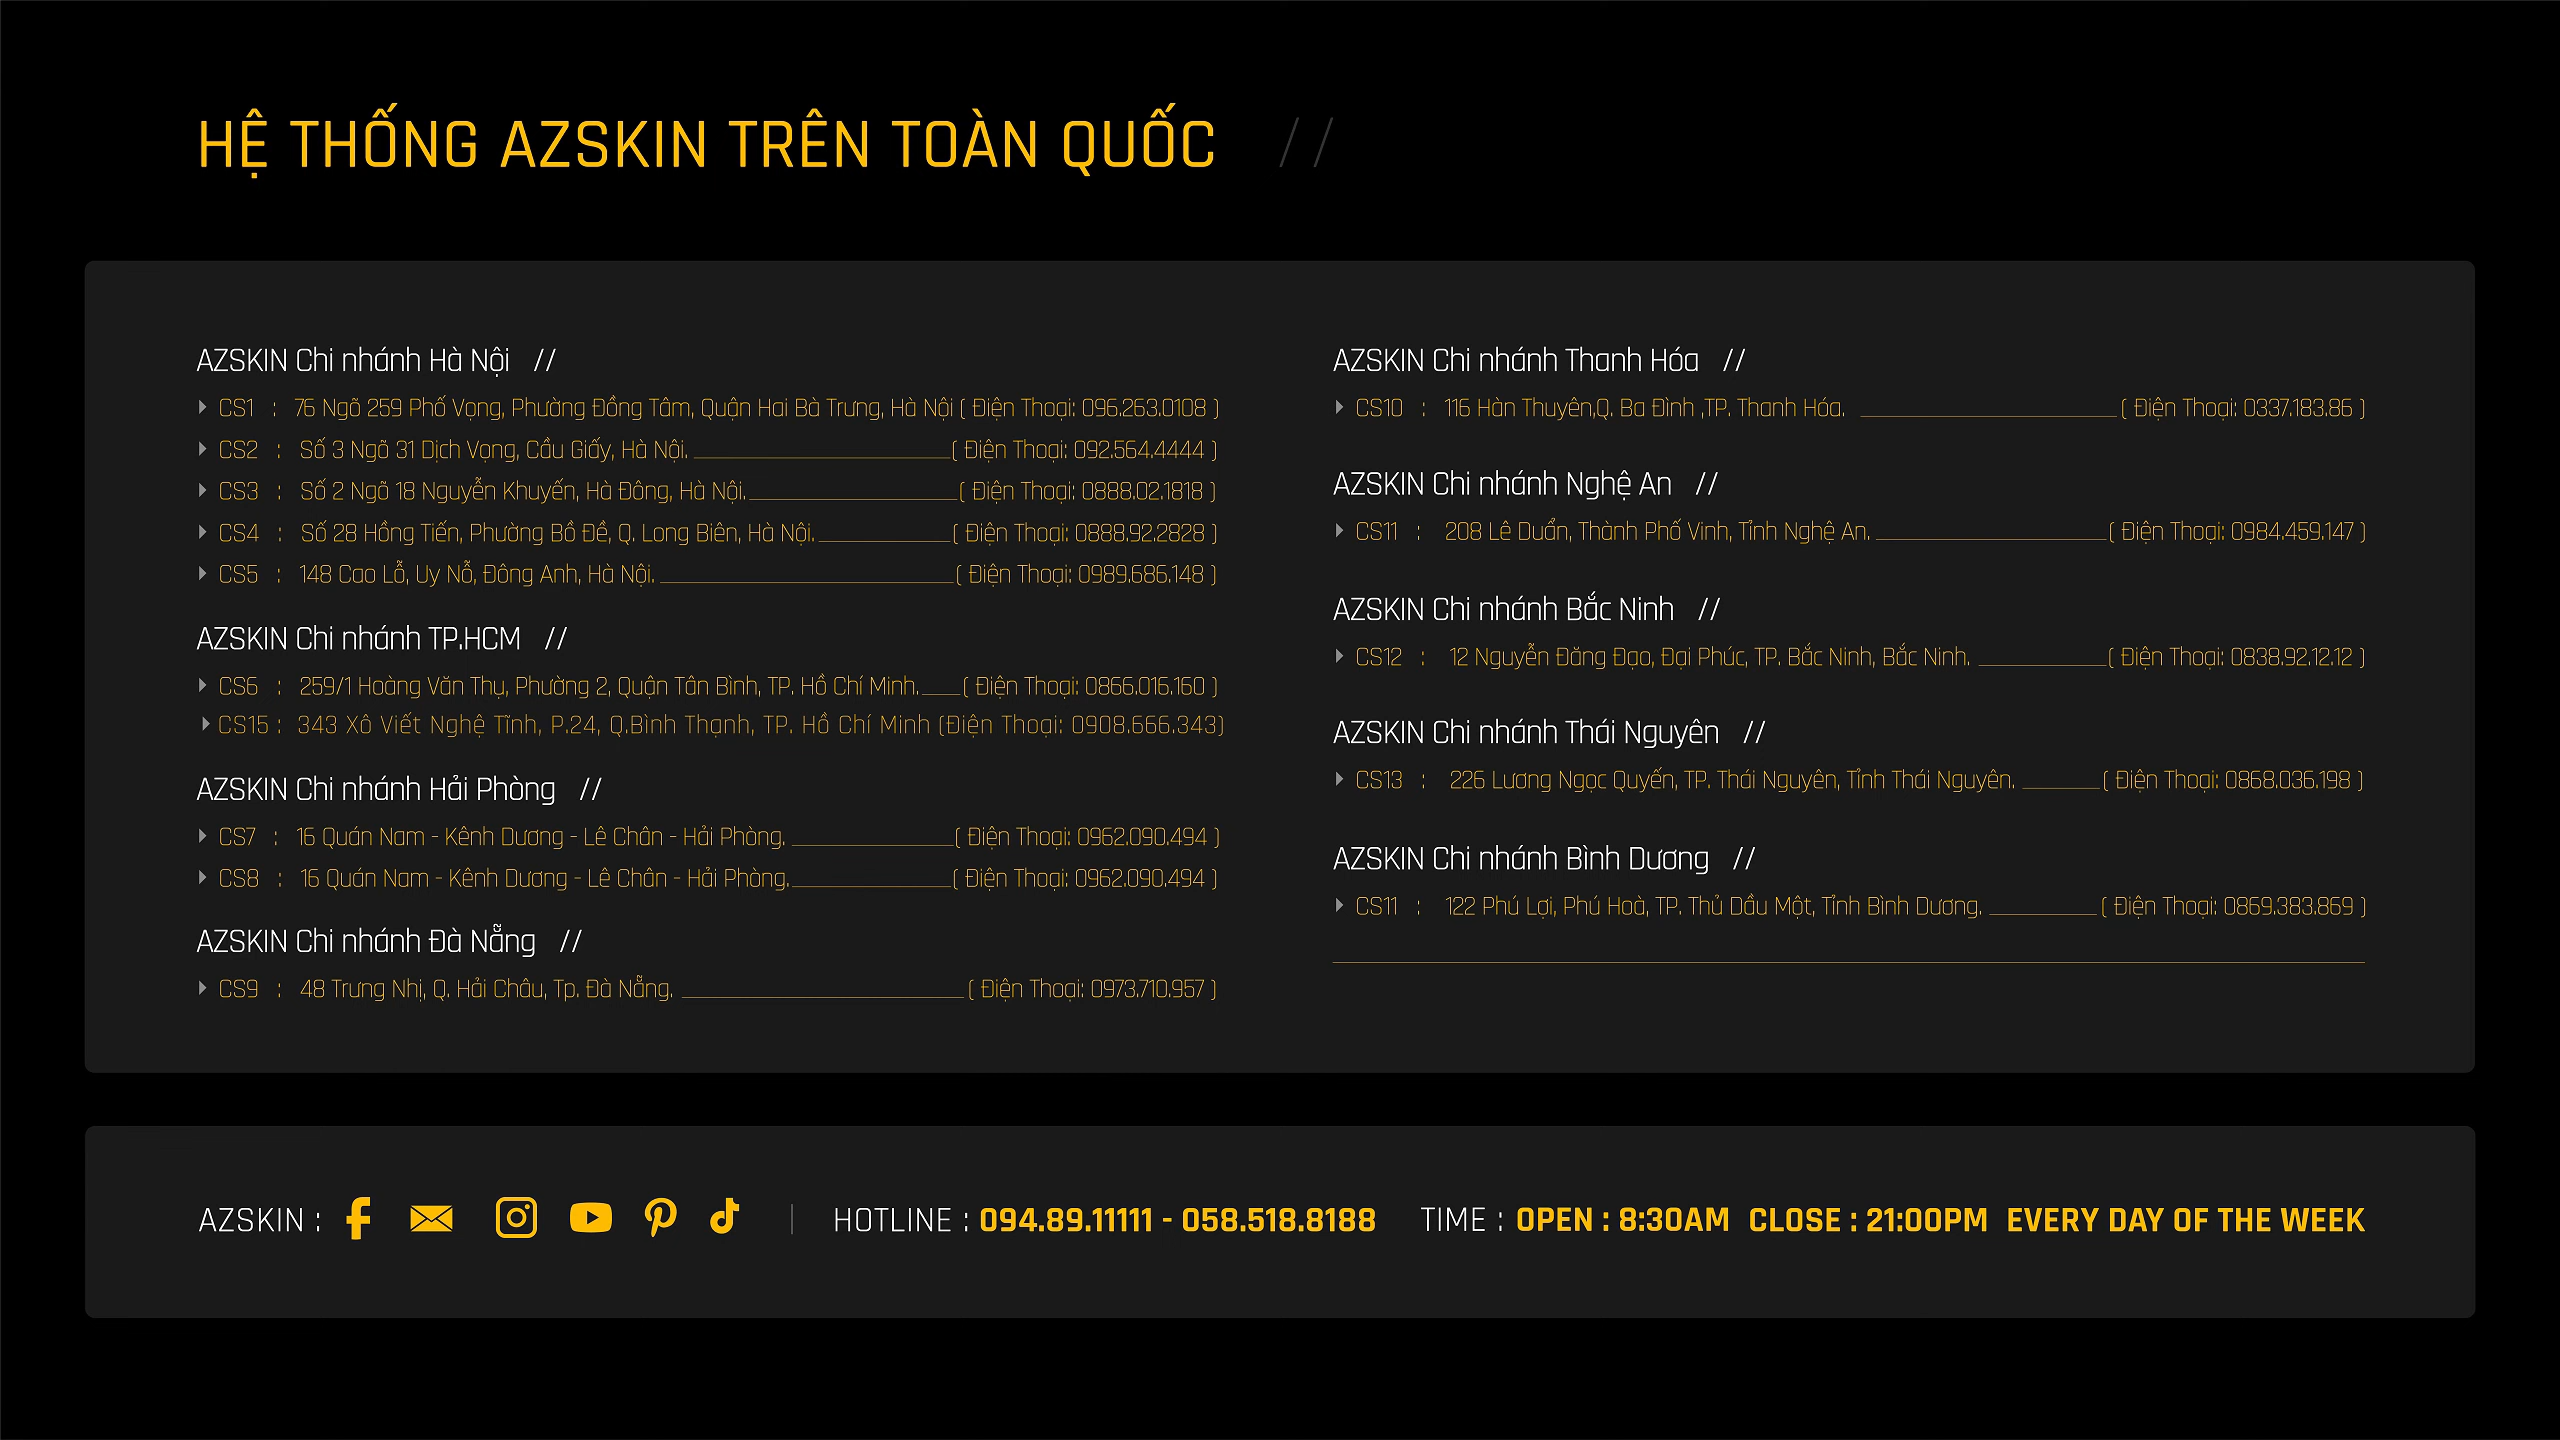 HỆ THỐNG AZSKIN TRÊN TOÀN QUỐC //
AZSKIN Chi nhánh Hà Nội //
CS1 : 76 Ngõ 259 Phố Vọng, Phường Đồng Tâm, Quận Hai Bà Trưng, Hà Nội ( Điện Thoại: 096.263.0108 )
CS2 : Số 3 Ngõ 31 Dịch Vọng, Cầu Giấy, Hà Nội. ( Điện Thoại: 092.564.4444 )
CS3 : Số 2 Ngõ 18 Nguyễn Khuyến, Hà Đông, Hà Nội. ( Điện Thoại: 0888.02.1818 )
CS4 : Số 28 Hồng Tiến, Phường Bồ Đề, Q. Long Biên, Hà Nội. ( Điện Thoại: 0888.92.2828 )
CS5 : 148 Cao Lỗ, Uy Nỗ, Đông Anh, Hà Nội. ( Điện Thoại: 0989.686.148 )
AZSKIN Chi nhánh TP.HCM //
CS6 : 259/1 Hoàng Văn Thụ, Phường 2, Quận Tân Bình, TP. Hồ Chí Minh. ( Điện Thoại: 0866.016.160 )
CS15 : 343 Xô Viết Nghệ Tĩnh, P.24, Q.Bình Thạnh, TP. Hồ Chí Minh (Điện Thoại: 0908.666.343)
AZSKIN Chi nhánh Hải Phòng //
CS7 : 16 Quán Nam - Kênh Dương - Lê Chân - Hải Phòng. ( Điện Thoại: 0962.090.494 )
CS8 : 16 Quán Nam - Kênh Dương - Lê Chân - Hải Phòng. ( Điện Thoại: 0962.090.494 )
AZSKIN Chi nhánh Đà Nẵng //
CS9 : 48 Trưng Nhị, Q. Hải Châu, Tp. Đà Nẵng. ( Điện Thoại: 0973.710.957 )
AZSKIN Chi nhánh Thanh Hóa //
CS10 : 116 Hàn Thuyên,Q. Ba Đình ,TP. Thanh Hóa. ( Điện Thoại: 0337.183.86 )
AZSKIN Chi nhánh Nghệ An //
CS11 : 208 Lê Duẩn, Thành Phố Vinh, Tỉnh Nghệ An. ( Điện Thoại: 0984.459.147 )
AZSKIN Chi nhánh Bắc Ninh //
CS12 : 12 Nguyễn Đăng Đạo, Đại Phúc, TP. Bắc Ninh, Bắc Ninh. ( Điện Thoại: 0838.92.12.12 )
AZSKIN Chi nhánh Thái Nguyên //
CS13 : 226 Lương Ngọc Quyến, TP. Thái Nguyên, Tỉnh Thái Nguyên. ( Điện Thoại: 0868.036.198 )
AZSKIN Chi nhánh Bình Dương //
CS11 : 122 Phú Lợi, Phú Hoà, TP. Thủ Dầu Một, Tỉnh Bình Dương. ( Điện Thoại: 0869.383.869 )
AZSKIN : | HOTLINE : 094.89.11111 - 058.518.8188 TIME : OPEN : 8:30AM CLOSE : 21:00PM EVERY DAY OF THE WEEK